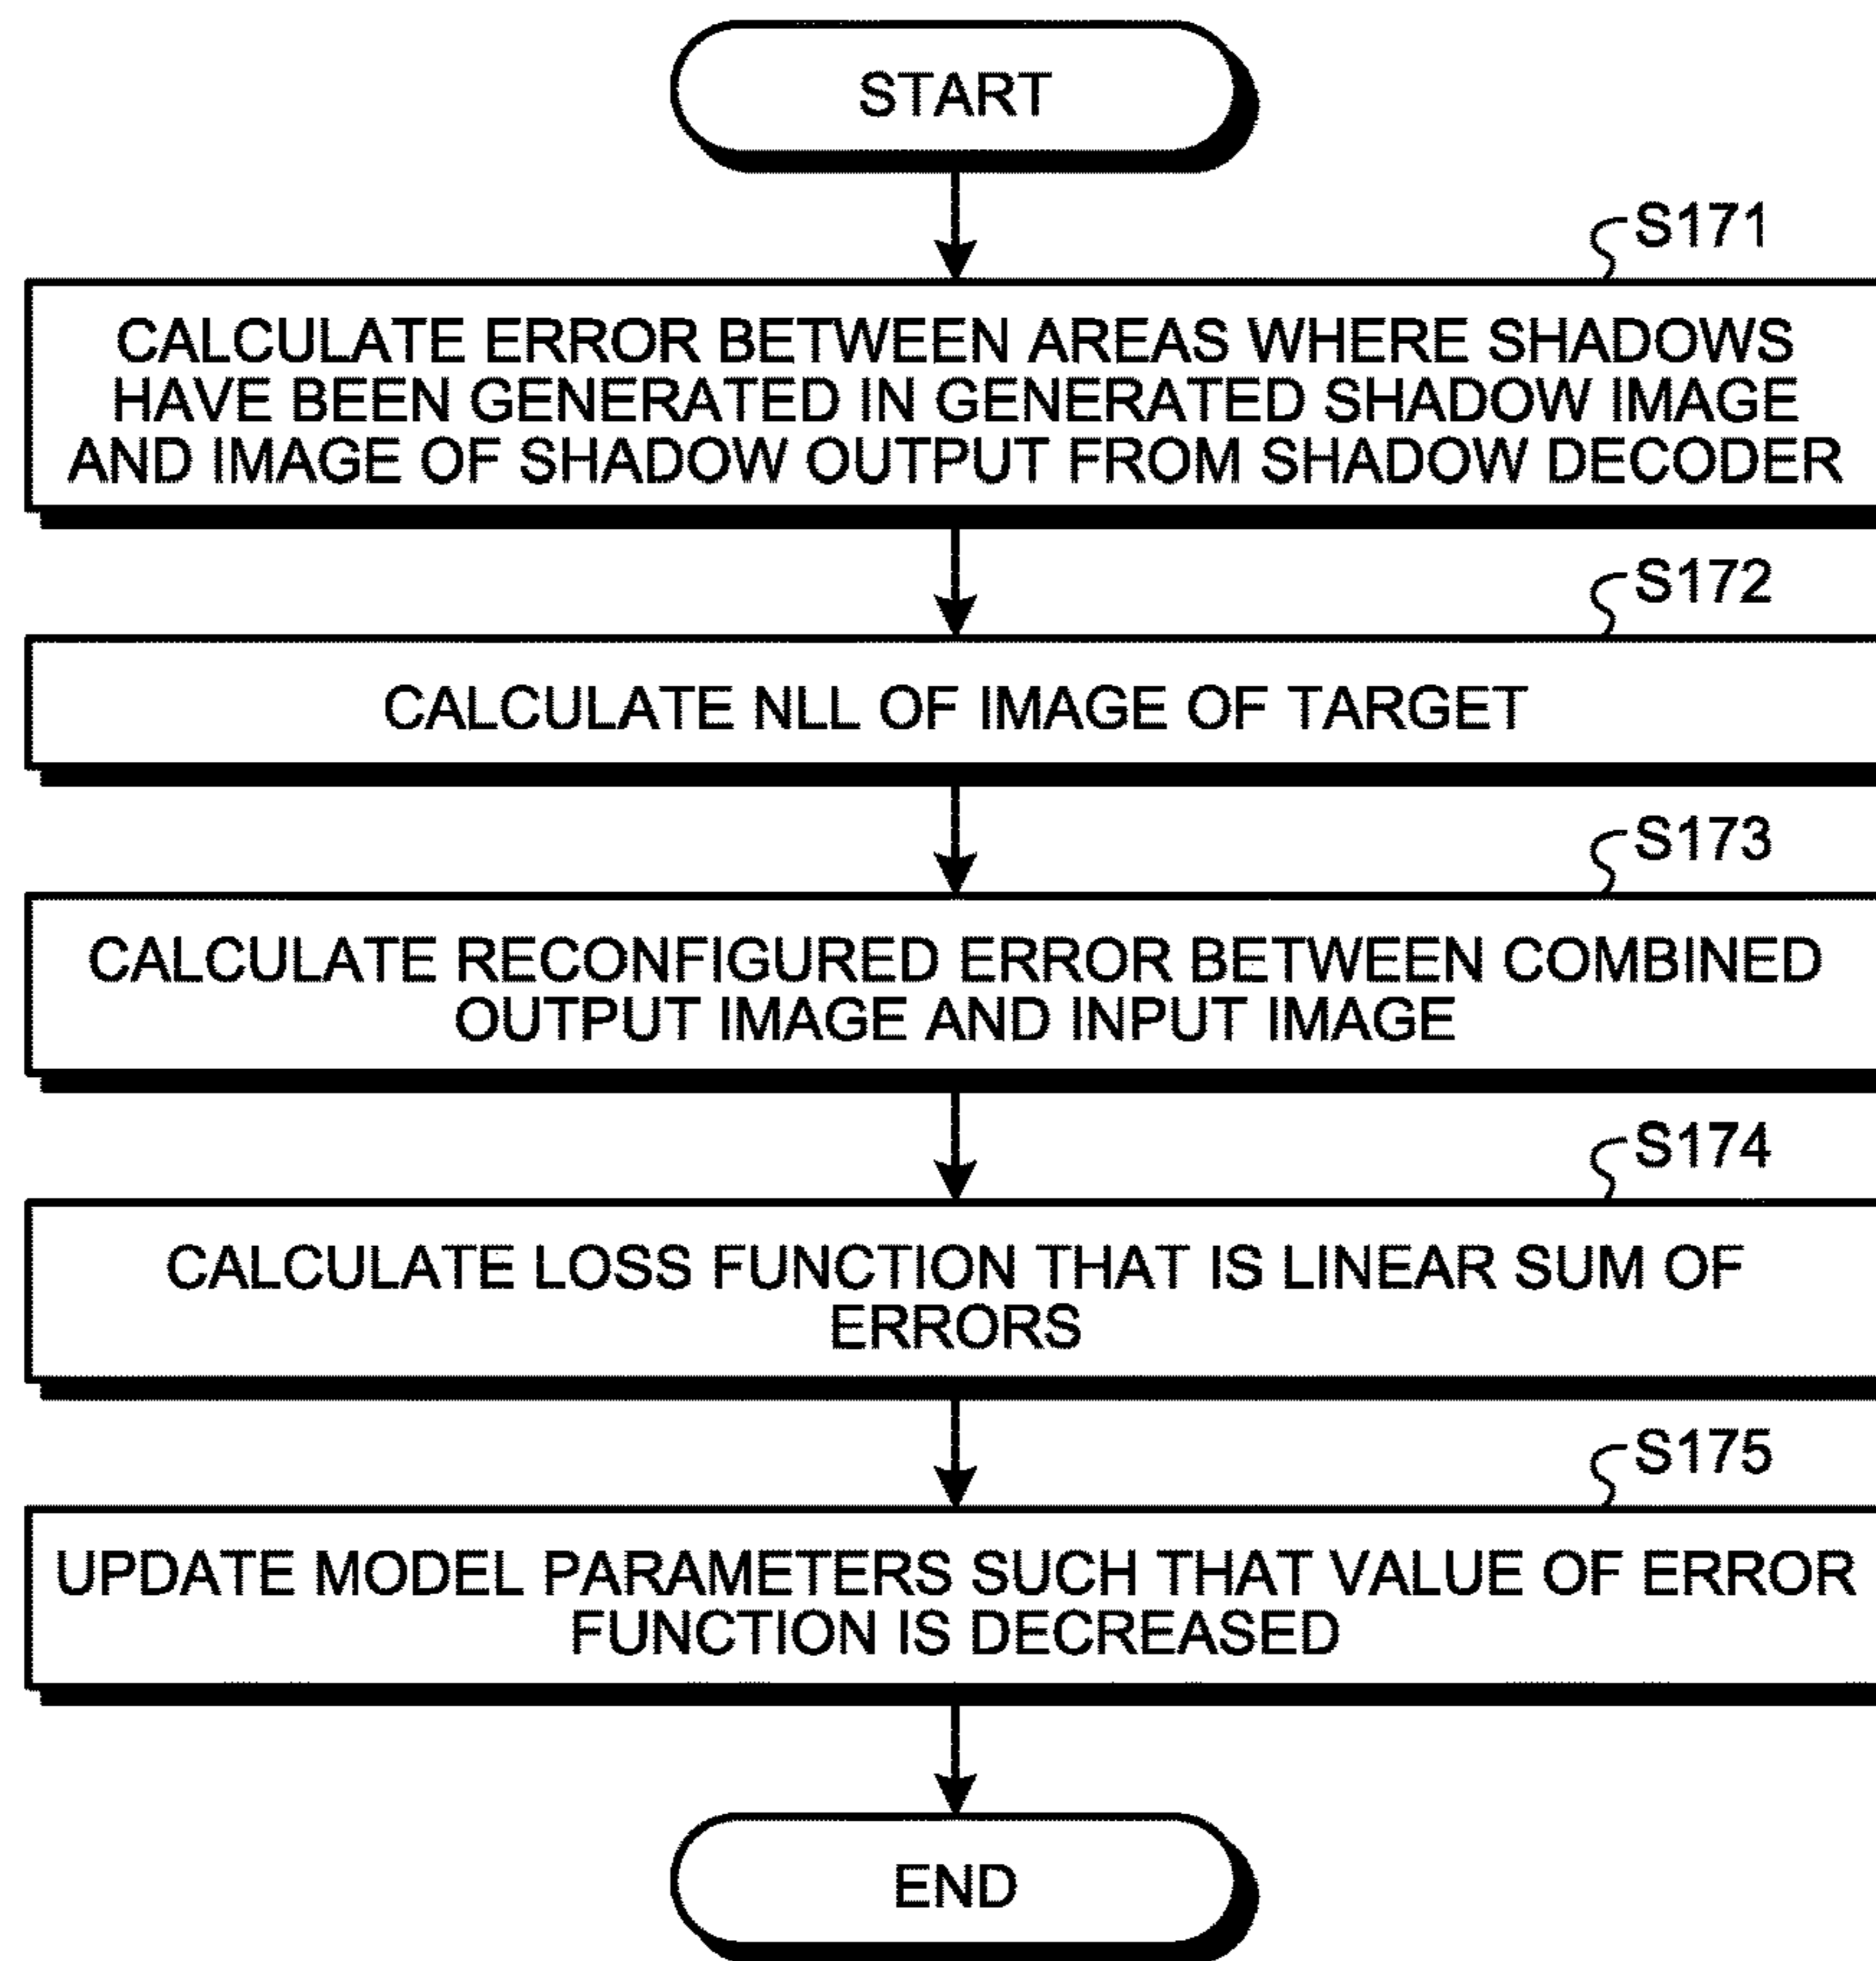 START
S171
CALCULATE ERROR BETWEEN AREAS WHERE SHADOWS
HAVE BEEN GENERATED IN GENERATED SHADOW IMAGE
AND IMAGE OF SHADOW OUTPUT FROM SHADOW DECODER
S172
CALCULATE NLL OF IMAGE OF TARGET
S173
CALCULATE RECONFIGURED ERROR BETWEEN COMBINED
OUTPUT IMAGE AND INPUT IMAGE
S174
CALCULATE LOSS FUNCTION THAT IS LINEAR SUM OF
ERRORS
S175
UPDATE MODEL PARAMETERS SUCH THAT VALUE OF ERROR
FUNCTION IS DECREASED
END